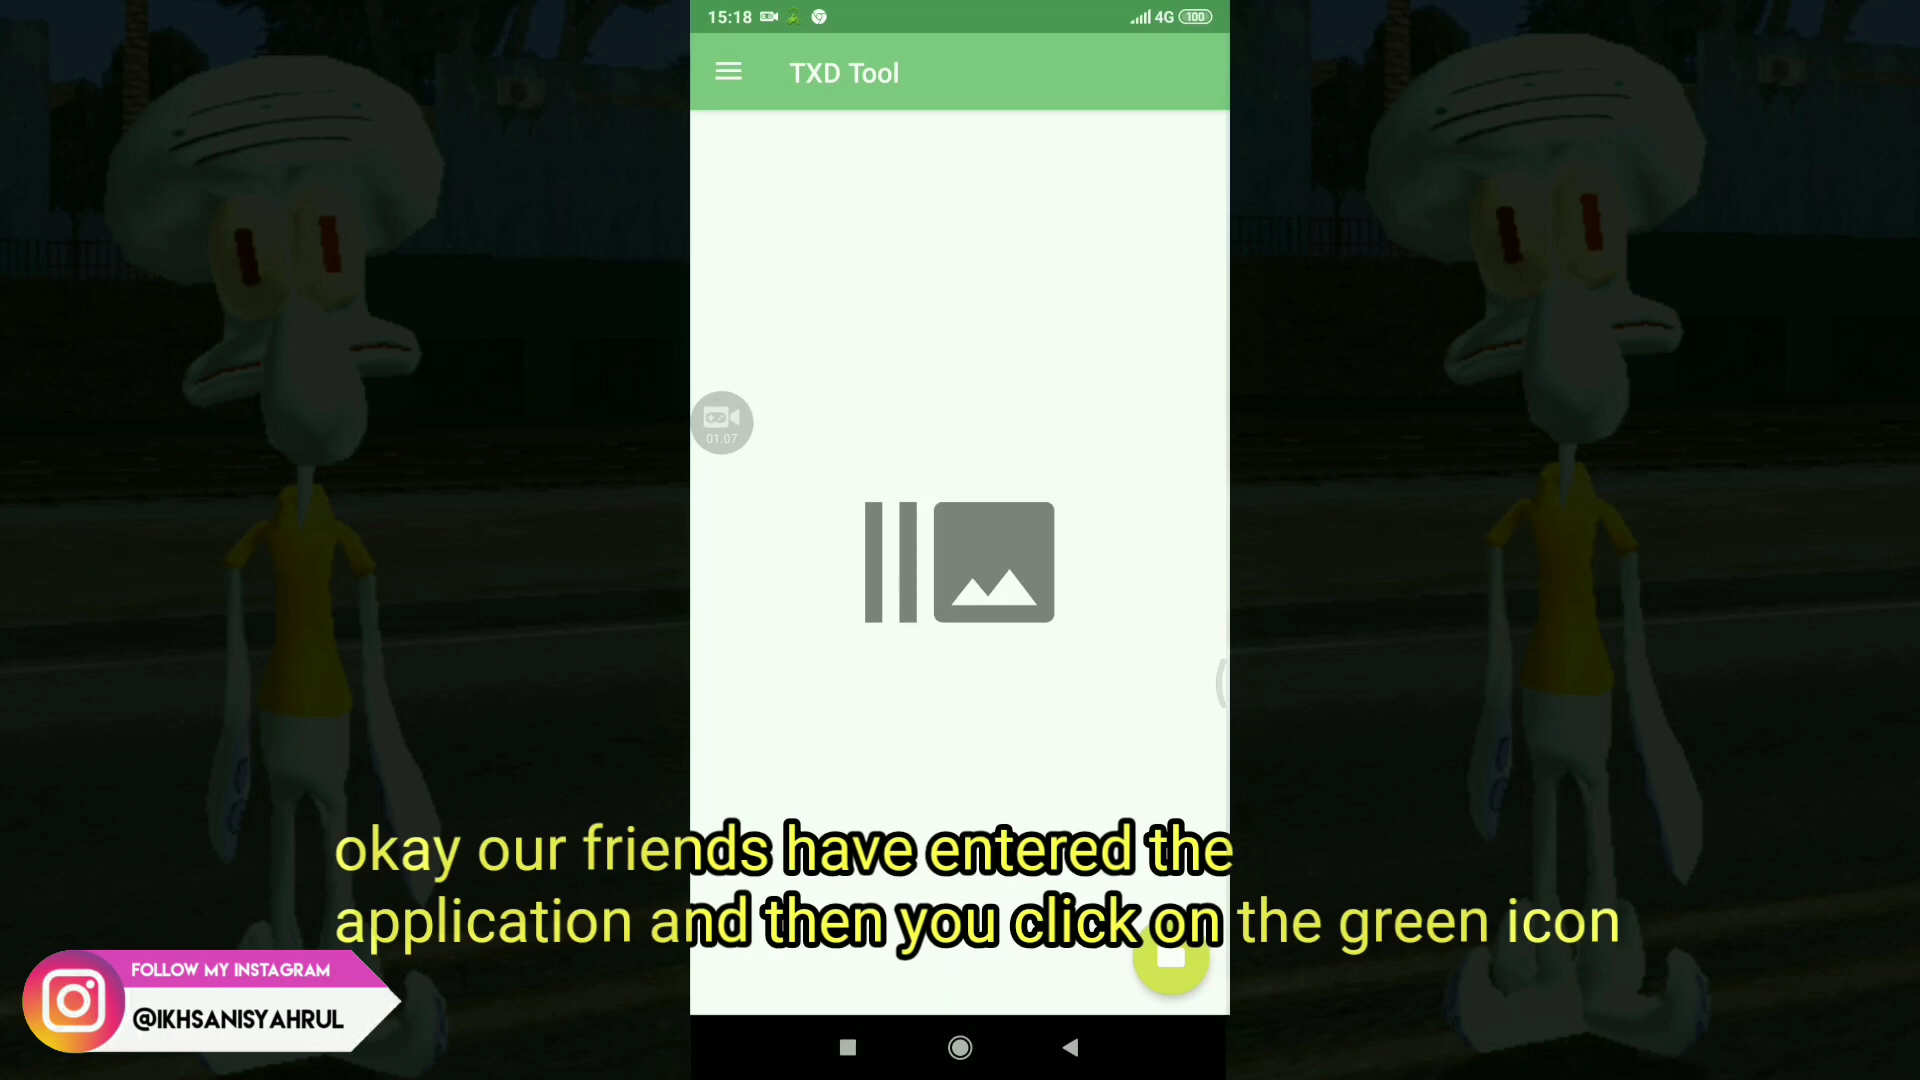 15:18
4G
100
TXD Tool
01.07
okay our friends have entered the
application and then you click on the green icon
FOLLOW MY INSTAGRAM
@IKHSANISYAHRUL